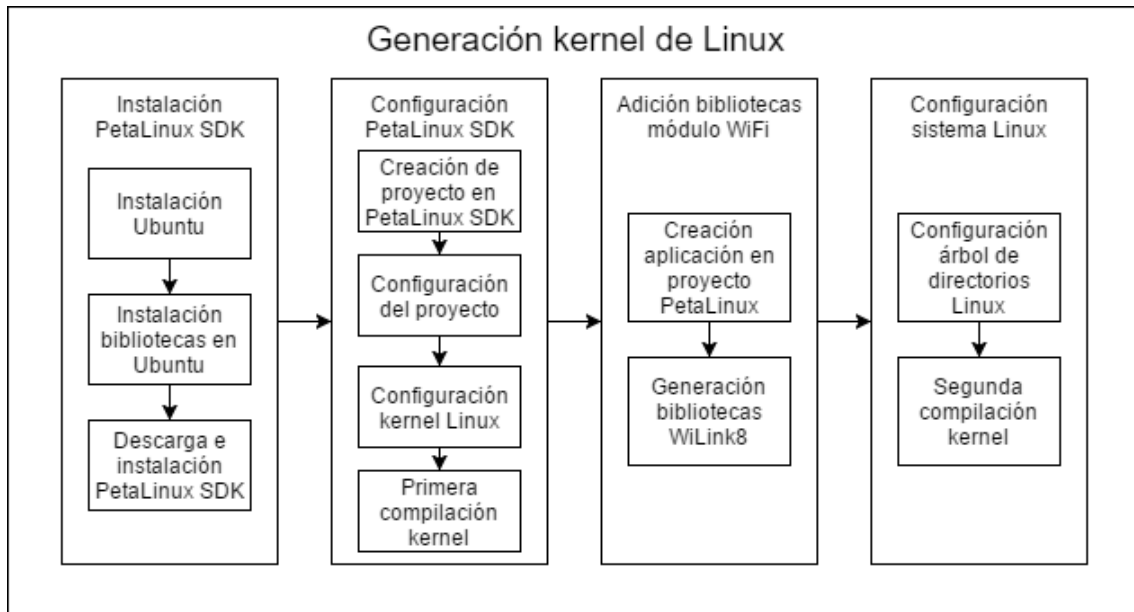 Generación kernel de Linux
Instalación
PetaLinux SDK
Instalación
Ubuntu
Instalación
bibliotecas en
Ubuntu
Descarga e
instalación
PetaLinux SDK
Configuración
PetaLinux SDK
Creación de
proyecto en
PetaLinux SDK
Configuración
del proyecto
Configuración
kernel Linux
Primera
compilación
kernel
Adición bibliotecas
módulo WiFi
Creación
aplicación en
proyecto
PetaLinux
Generación
bibliotecas
WiLink8
Configuración
sistema Linux
Configuración
árbol de
directorios
Linux
Segunda
compilación
kernel